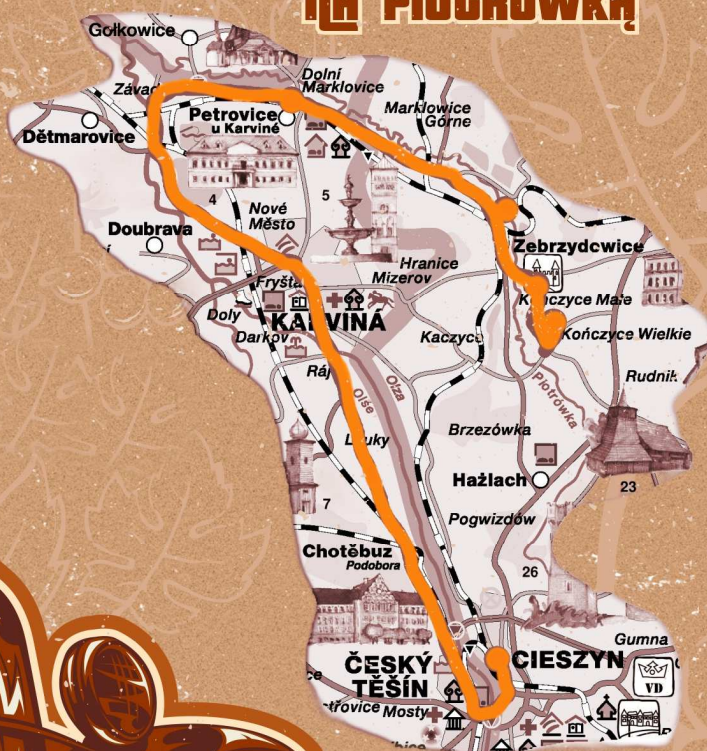 PIOTRÓWKĄ
Gołkowice
Dolní
Marklovice
Petrovice
u Karviné
Marklowice
Górne
Dětmarovice
4
5
Nové
Město
Doubrava
Zebrzydowice
Hranice
Mizerov
Kończyce Małe
Doly
KARVINÁ
Kończyce Wielkie
Darkov
Kaczyce
Ráj
Olše
Olza
Piotrówka
Rudnik
Louky
Brzezówka
Hażlach
23
7
Pogwizdów
Chotěbuz
Podobora
26
Gumna
ČESKÝ
TĚŠÍN
CIESZYN
VD
Mosty